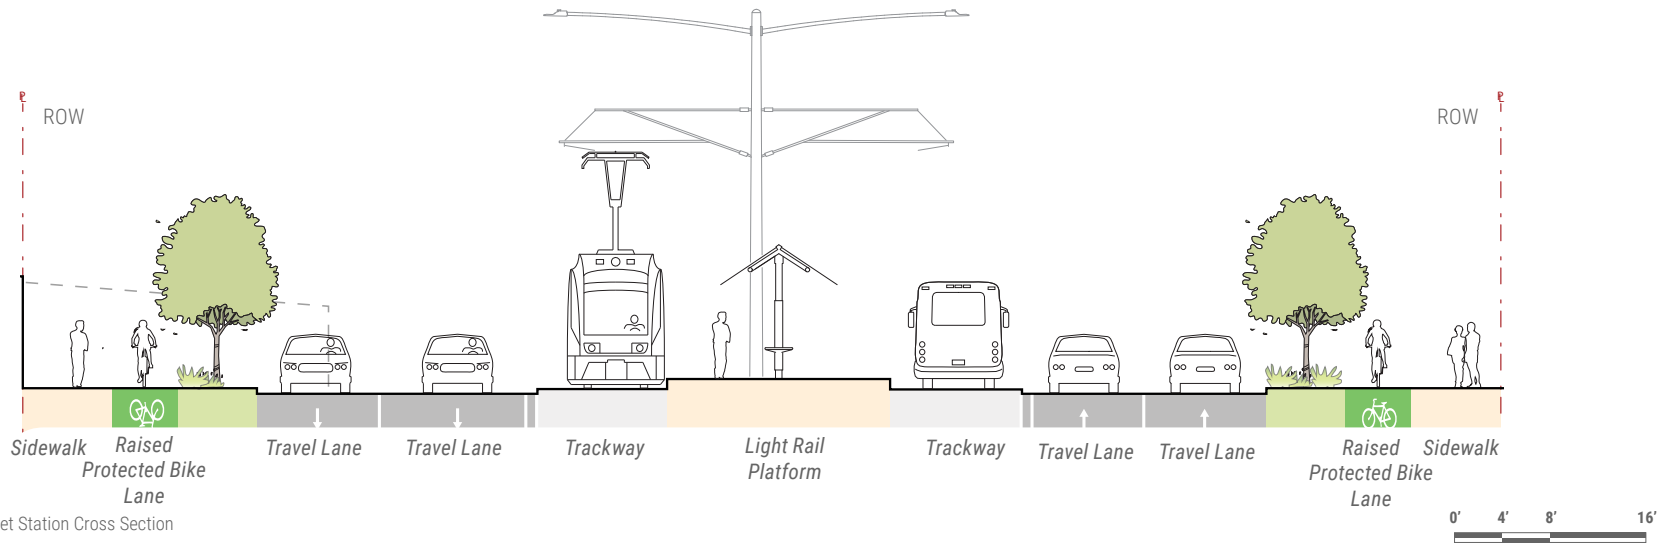 ROW
ROW
Sidewalk
Raised
Protected Bike
Lane
Travel Lane
Travel Lane
Trackway
Light Rail
Platform
Trackway
Travel Lane
Travel Lane
Raised
Protected Bike
Lane
Sidewalk
et Station Cross Section
0’ 4’ 8’ 16’